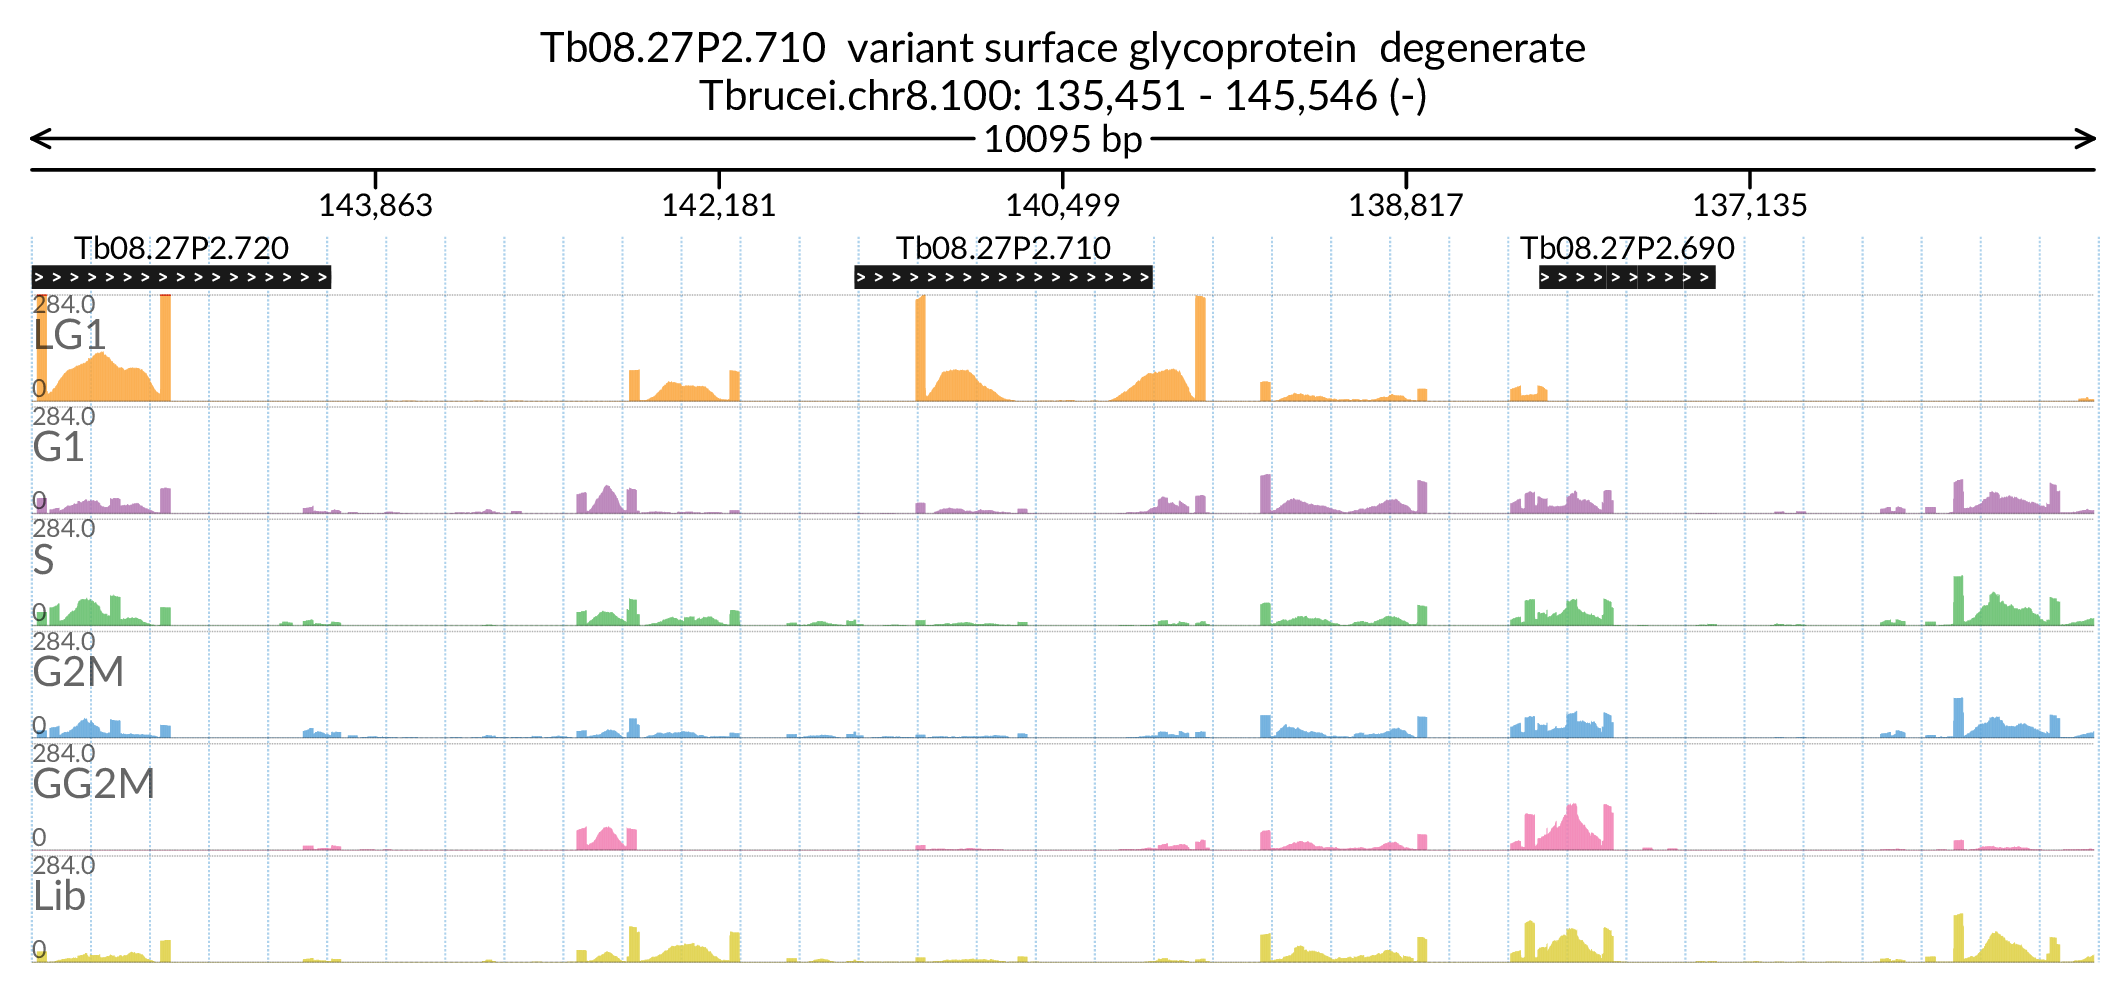 Tb08.27P2.710 variant surface glycoprotein degenerate
Tbrucei.chr8.100: 135,451 - 145,546 (-)
10095 bp
143,863 142,181 140,499 138,817 137,135
Tb08.27P2.720 Tb08.27P2.710 Tb08.27P2.690
284.0
LG1
0
284.0
G1
0
284.0
S
0
284.0
G2M
0
284.0
GG2M
0
284.0
Lib
0